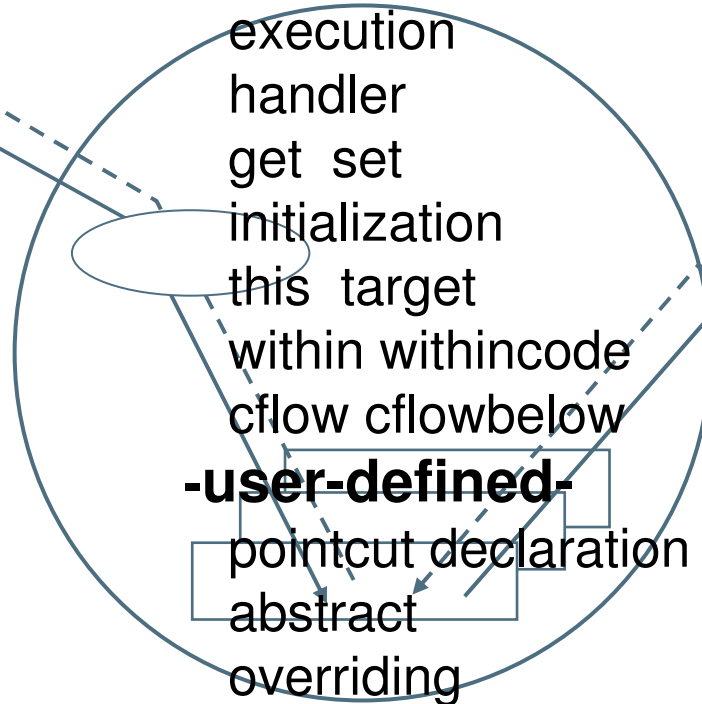 execution
handler
get set
initialization
this target
within withincode
cflow cflowbelow
-user-defined-
pointcut declaration
abstract
overriding